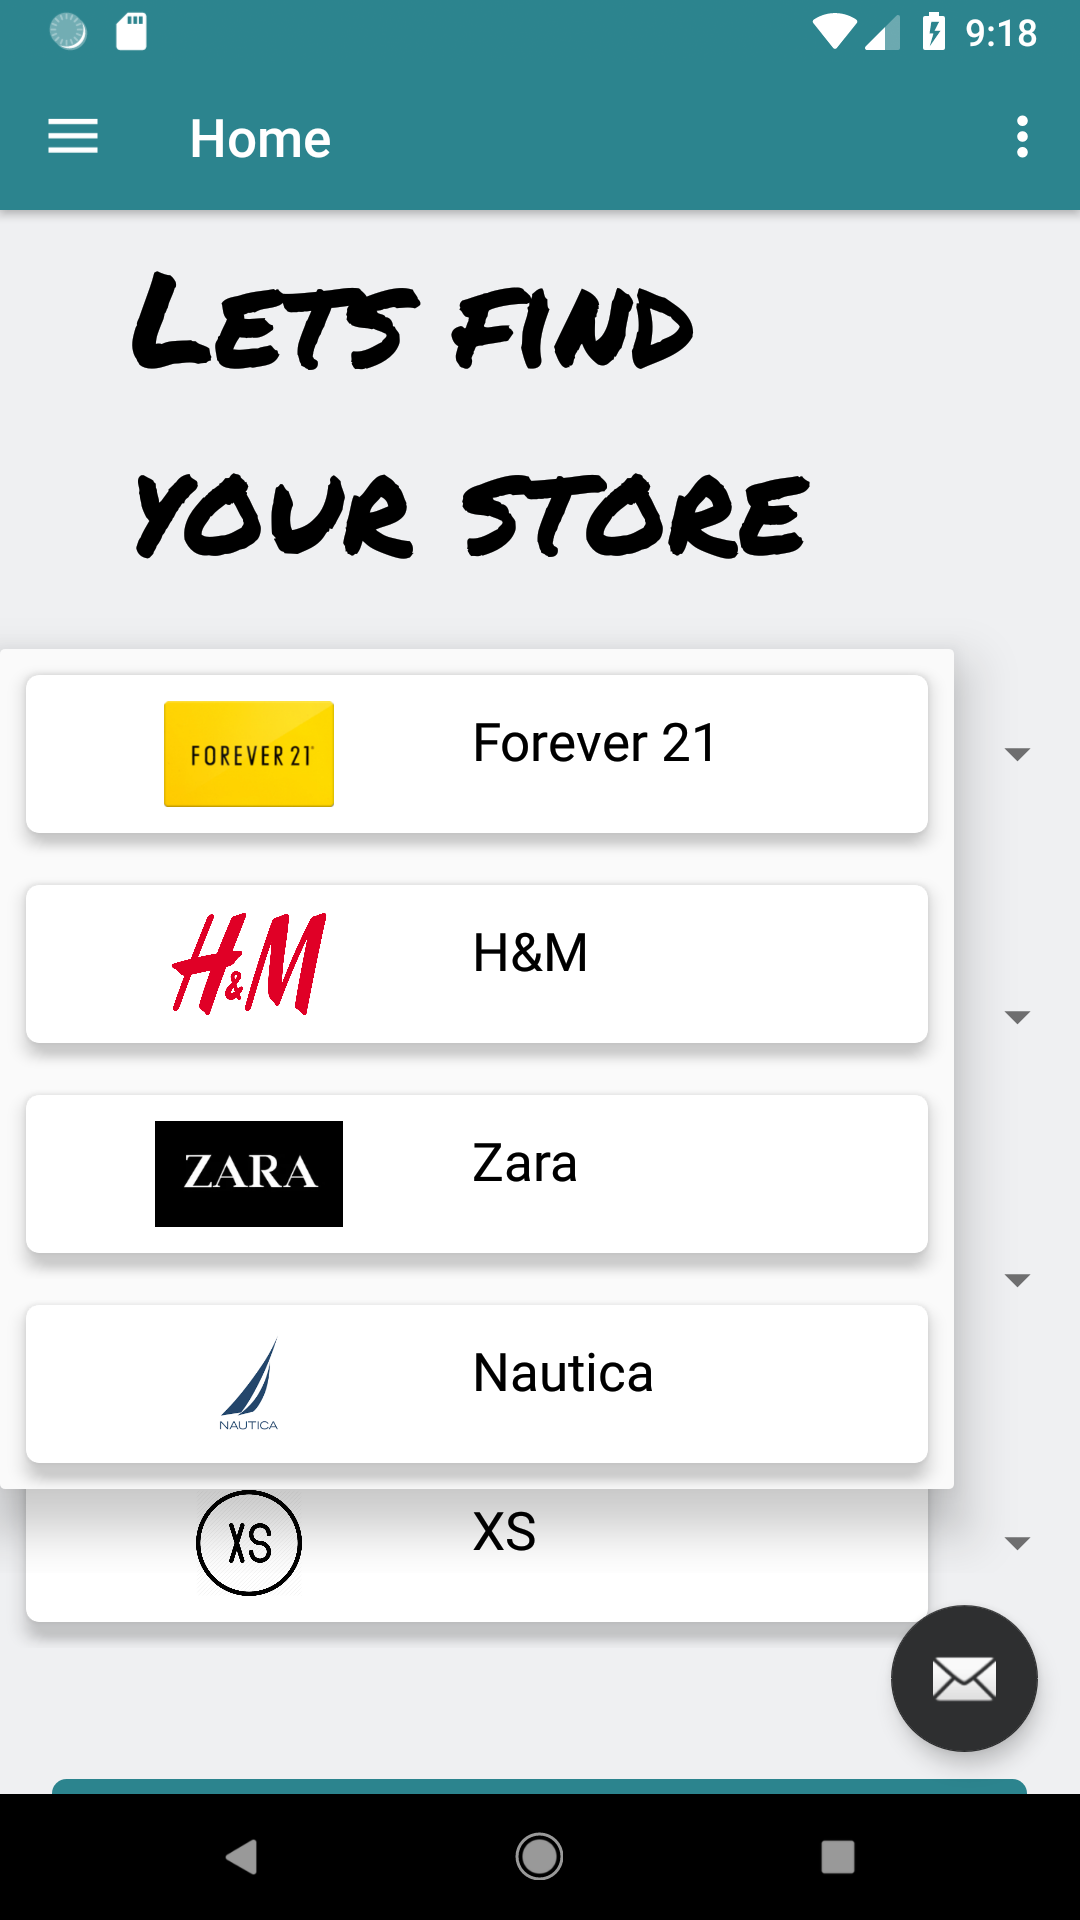 9:18
Home
Lets find
your store
FOREVER 21
Forever 21
H&M
H&M
ZARA
Zara
NAUTICA
Nautica
XS
XS